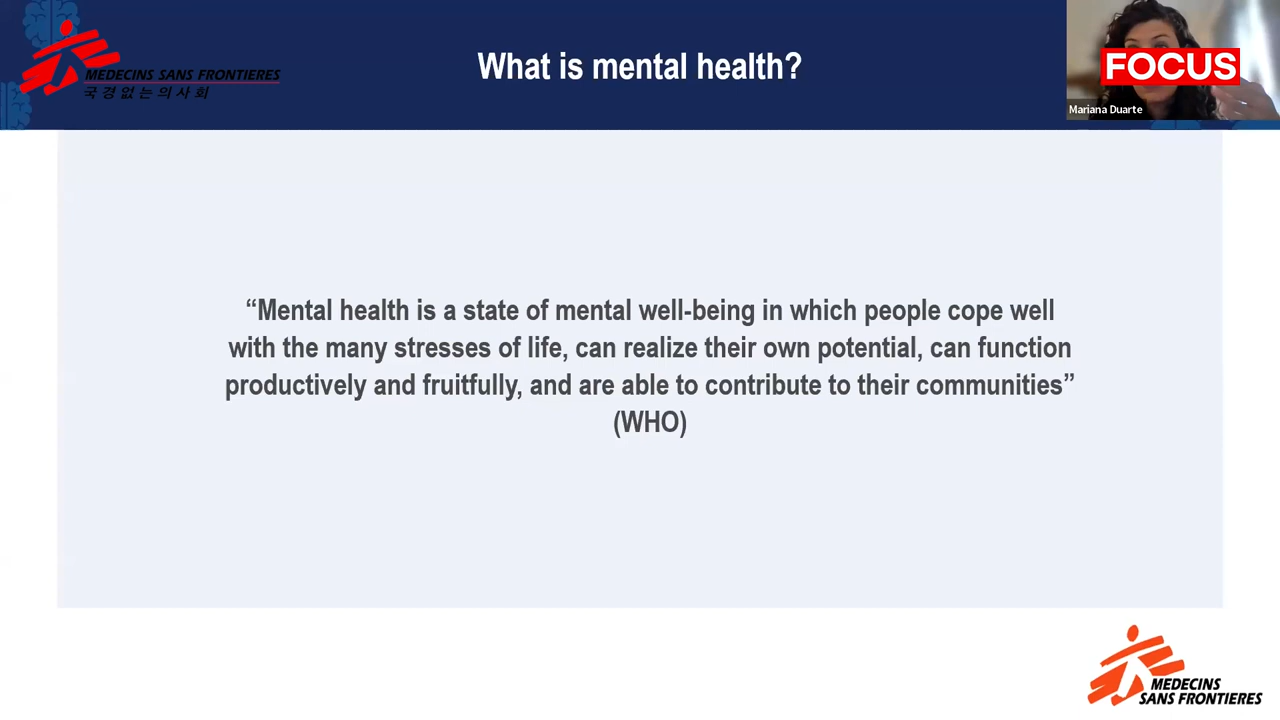 MEDECINS SANS FRONTIERES
국경없는의사회
What is mental health?
FOCUS
Mariana Duarte
“Mental health is a state of mental well-being in which people cope well
with the many stresses of life, can realize their own potential, can function
productively and fruitfully, and are able to contribute to their communities”
(WHO)
MEDECINS
SANS FRONTIERES